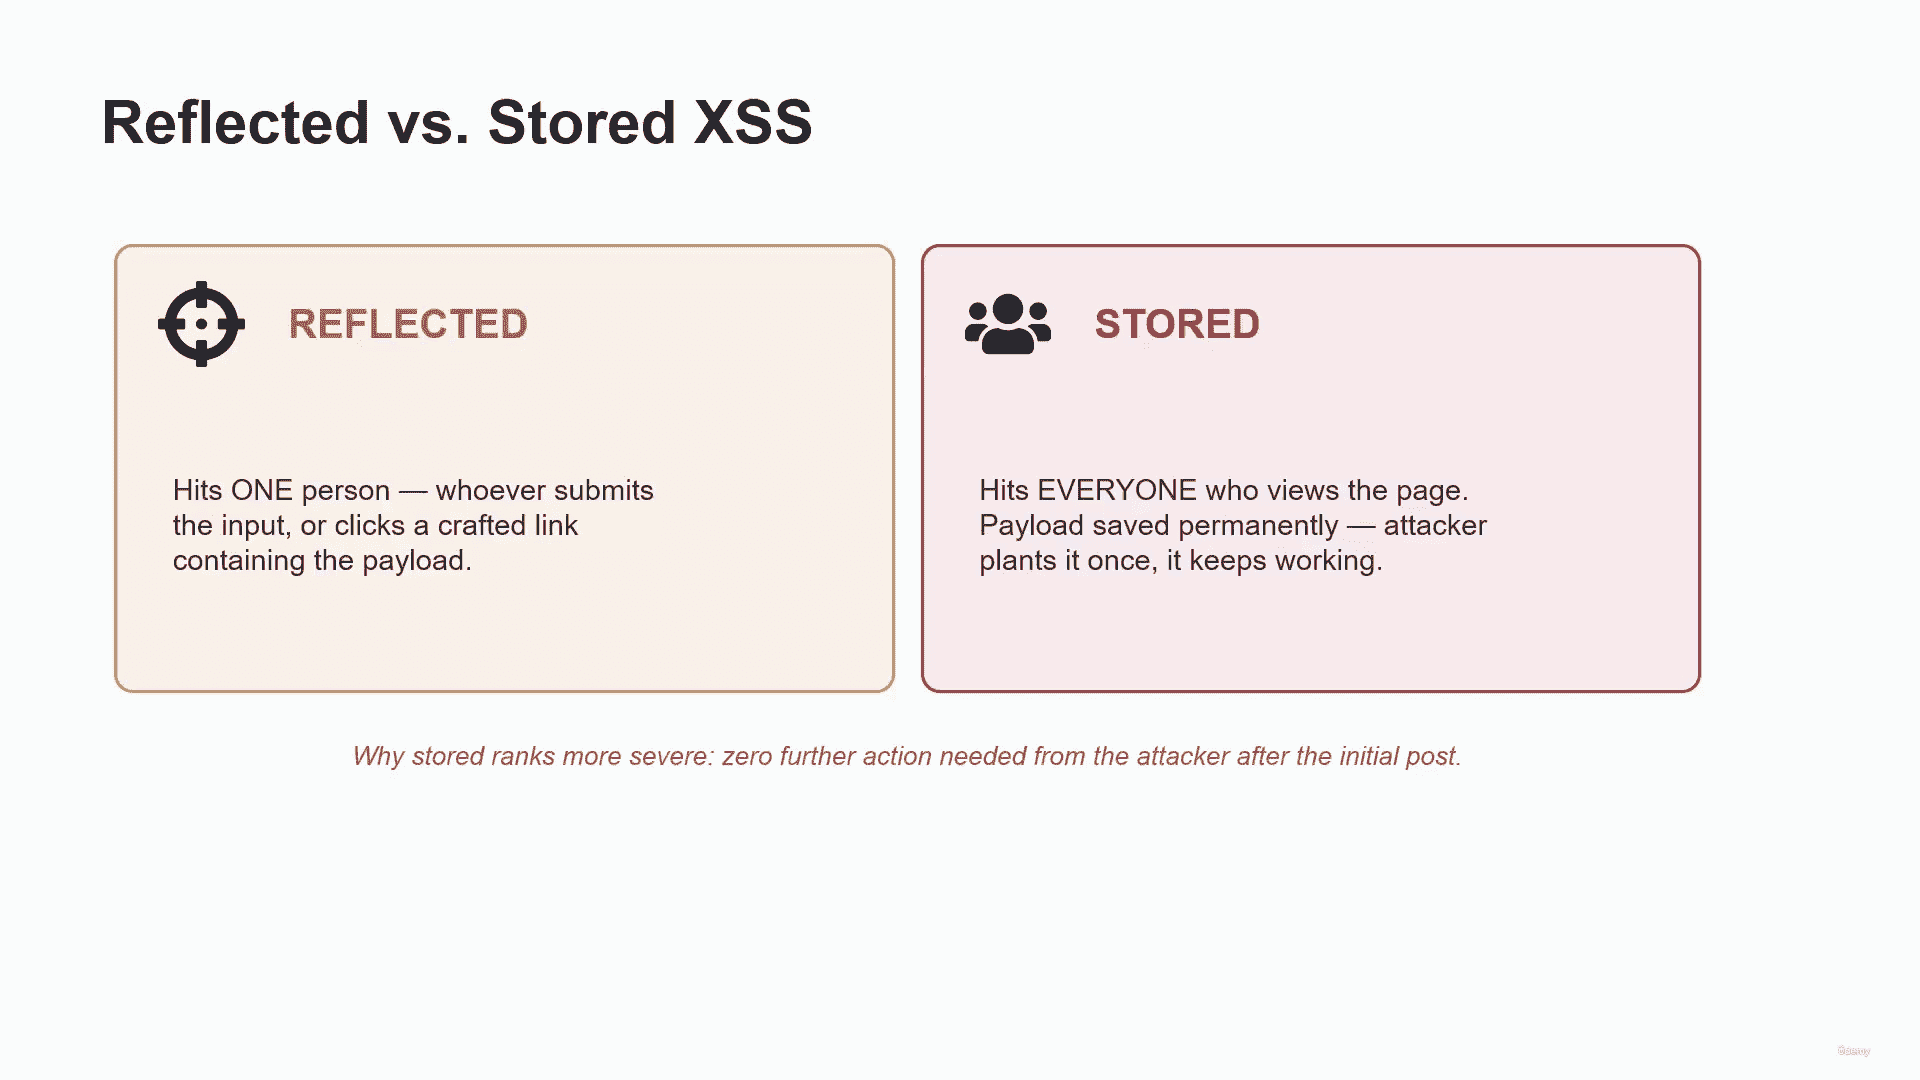 Reflected vs. Stored XSS
REFLECTED
Hits ONE person — whoever submits
the input, or clicks a crafted link
containing the payload.
STORED
Hits EVERYONE who views the page.
Payload saved permanently — attacker
plants it once, it keeps working.
Why stored ranks more severe: zero further action needed from the attacker after the initial post.
ûdemy